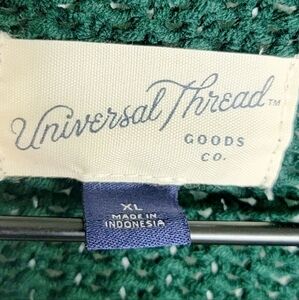 Universal Thread™
GOODS
CO.
XL
MADE IN
INDONESIA